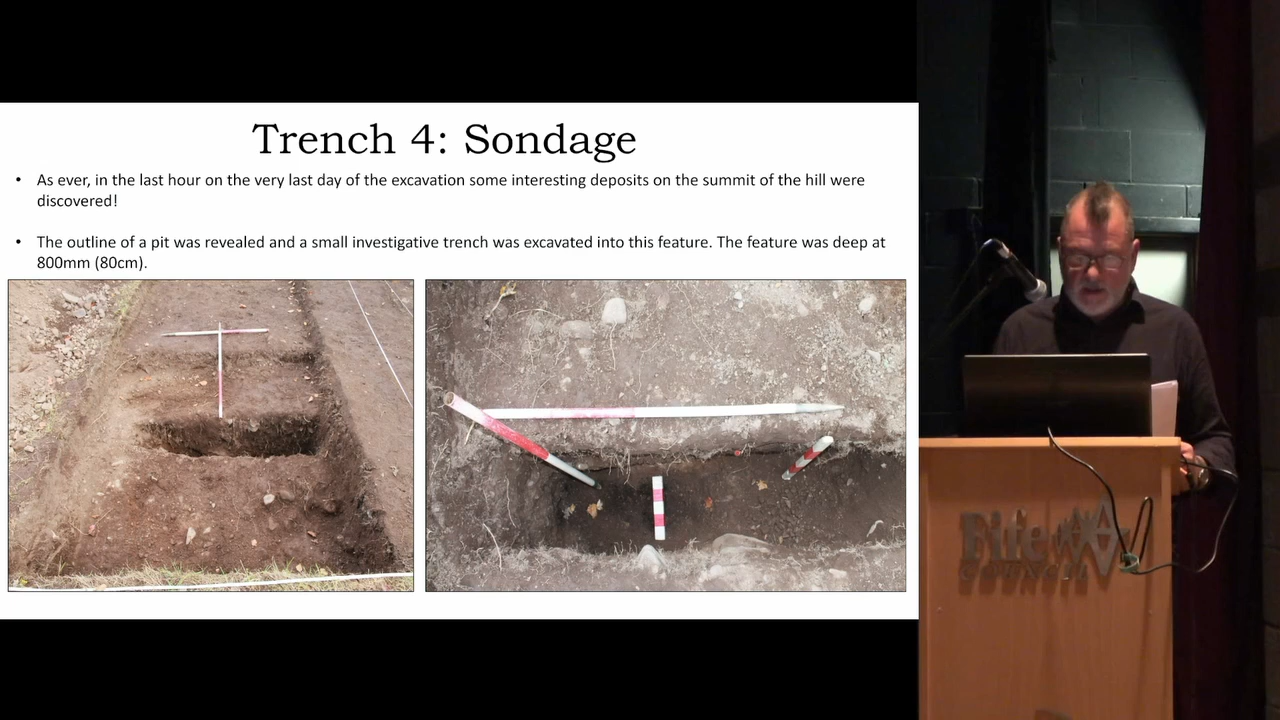 Trench 4: Sondage
• As ever, in the last hour on the very last day of the excavation some interesting deposits on the summit of the hill were
discovered!
• The outline of a pit was revealed and a small investigative trench was excavated into this feature. The feature was deep at
800mm (80cm).
Fife
COUNCIL